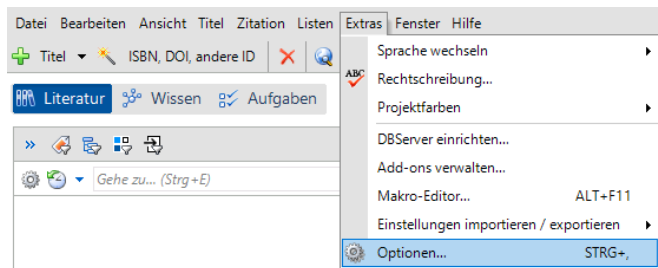 Datei Bearbeiten Ansicht Titel Zitation Listen Extras Fenster Hilfe
Titel ISBN, DOI, andere ID
Literatur Wissen Aufgaben
Gehe zu... (Strg+E)
Sprache wechseln
ABC Rechtschreibung...
Projektfarben
DBServer einrichten...
Add-ons verwalten...
Makro-Editor... ALT+F11
Einstellungen importieren / exportieren
Optionen... STRG+,